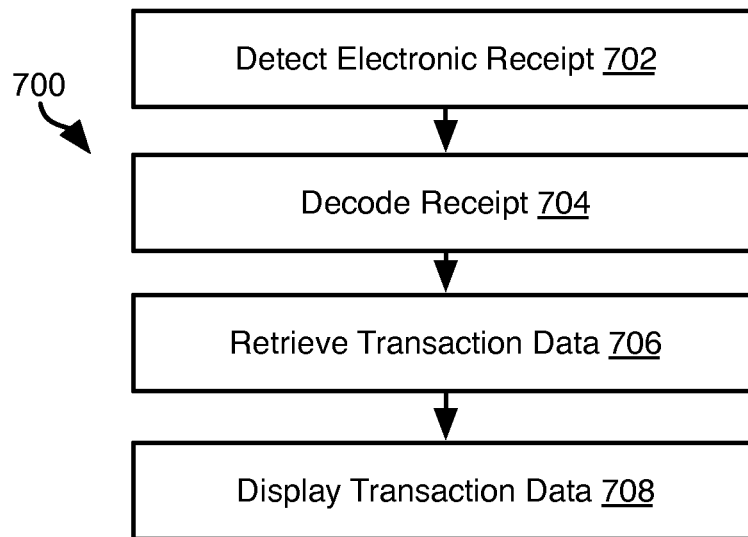 Detect Electronic Receipt 702
700
Decode Receipt 704
Retrieve Transaction Data 706
Display Transaction Data 708